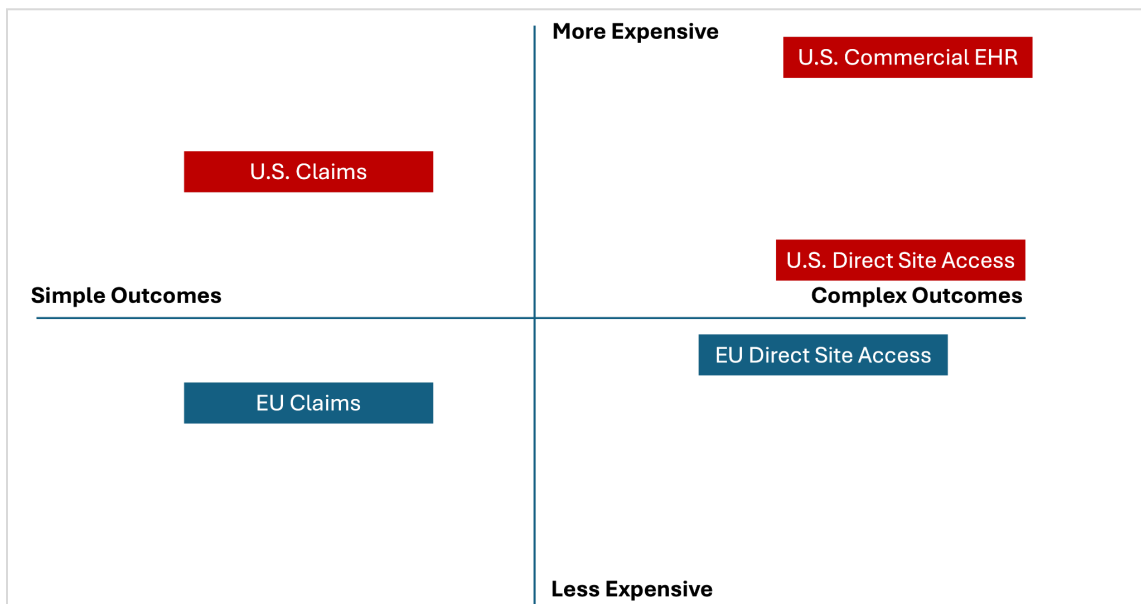 More Expensive
U.S. Commercial EHR
U.S. Claims
U.S. Direct Site Access
Simple Outcomes
Complex Outcomes
EU Direct Site Access
EU Claims
Less Expensive